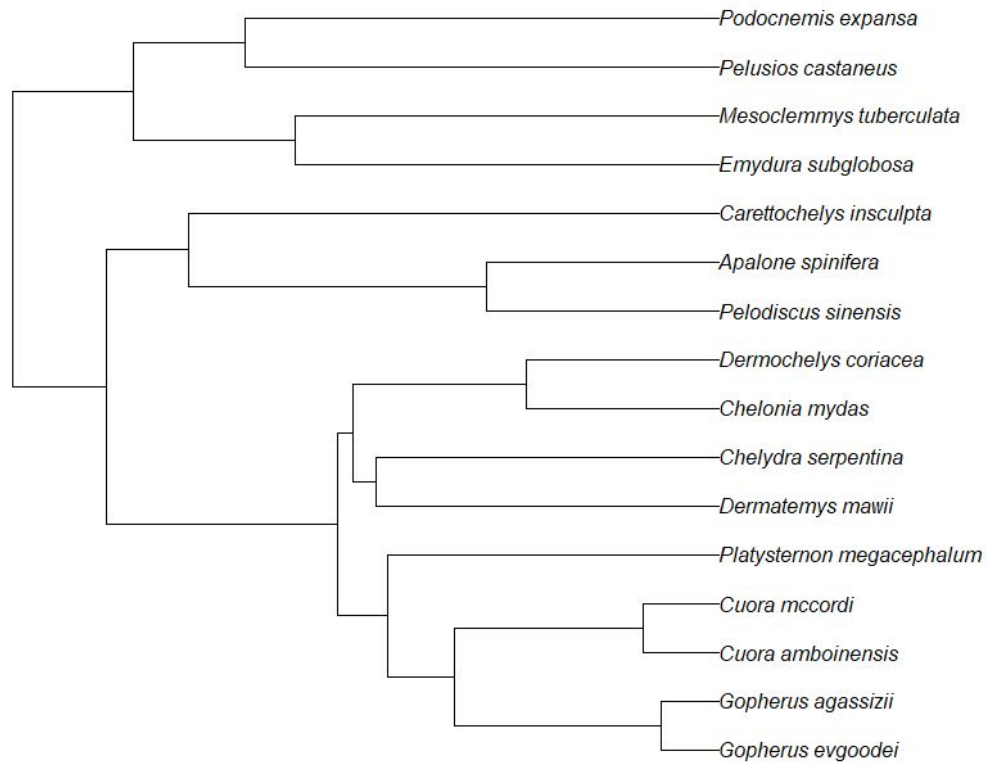 Podocnemis expansa
Pelusios castaneus
Mesoclemmys tuberculata
Emydura subglobosa
Carettochelys insculpta
Apalone spinifera
Pelodiscus sinensis
Dermochelys coriacea
Chelonia mydas
Chelydra serpentina
Dermatemys mawii
Platysternon megacephalum
Cuora mccordi
Cuora amboinensis
Gopherus agassizii
Gopherus evgoodei